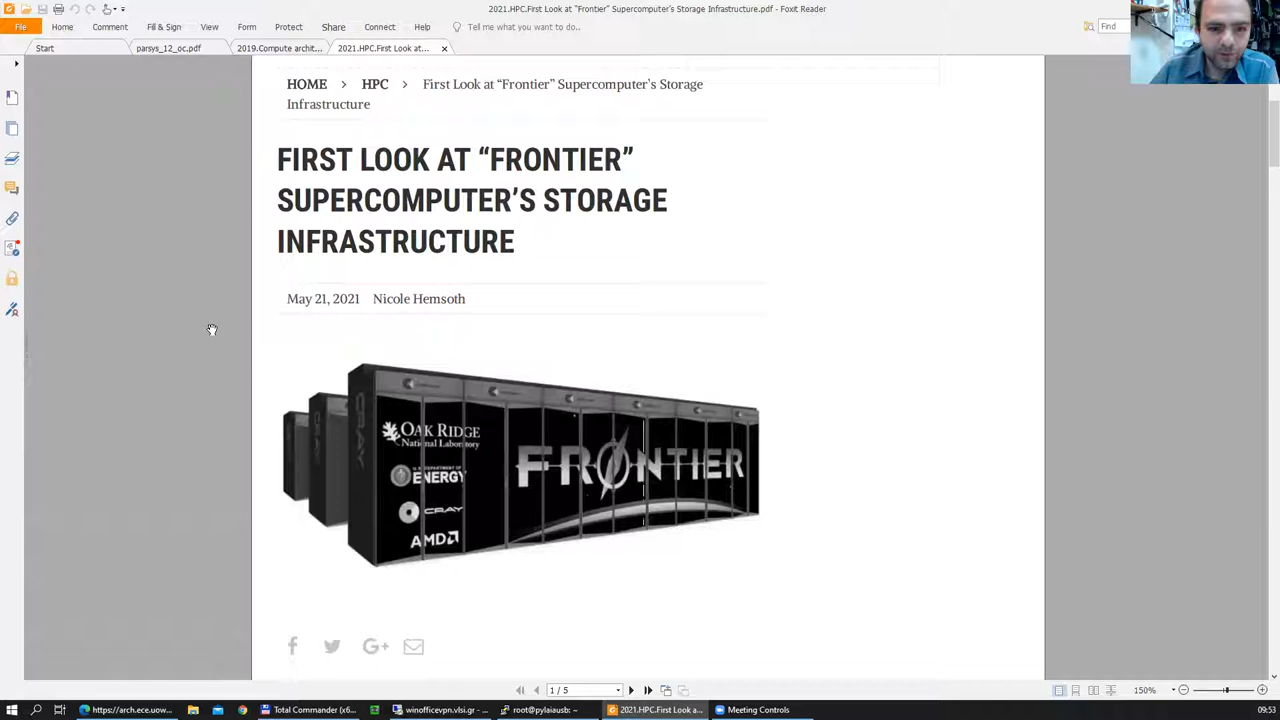 2021.HPC.First Look at "Frontier" Supercomputer's Storage Infrastructure.pdf - Foxit Reader
File Home Comment Fill & Sign View Form Protect Share Connect Help Tell me what you want to do... Find
Start parsys_12_oc.pdf 2019.Compute archit... 2021.HPC.First Look at...
HOME > HPC > First Look at “Frontier” Supercomputer's Storage
Infrastructure
FIRST LOOK AT “FRONTIER”
SUPERCOMPUTER’S STORAGE
INFRASTRUCTURE
May 21, 2021 Nicole Hemsoth
CRAY
OAK RIDGE
National Laboratory
ENERGY
FRONTIER
CRAY
AMD
1 / 5
150%
https://arch.ece.uow... Total Commander (x6... winofficevpn.vlsi.gr - ... root@pylaiausb: ~ 2021.HPC.First Look a... Meeting Controls 09:53